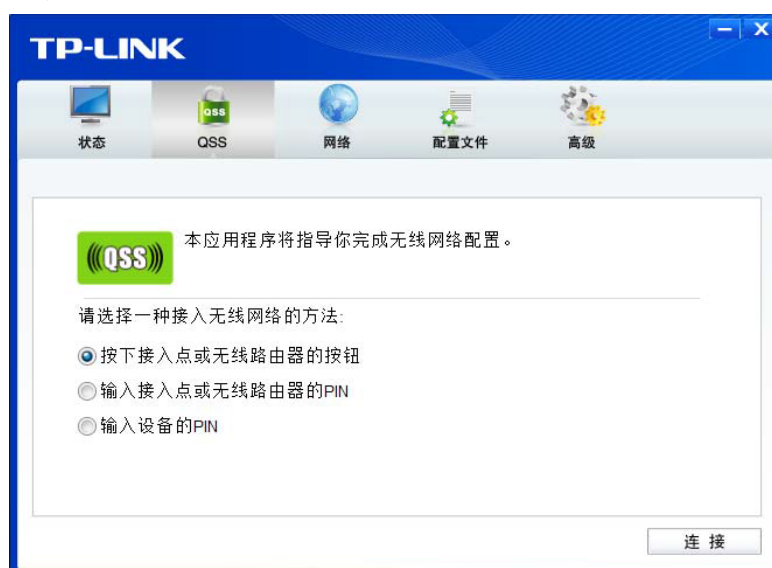 TP-LINK
状态
QSS
QSS
网络
配置文件
高级
QSS
本应用程序将指导你完成无线网络配置。
请选择一种接入无线网络的方法:
按下接入点或无线路由器的按钮
输入接入点或无线路由器的PIN
输入设备的PIN
连 接